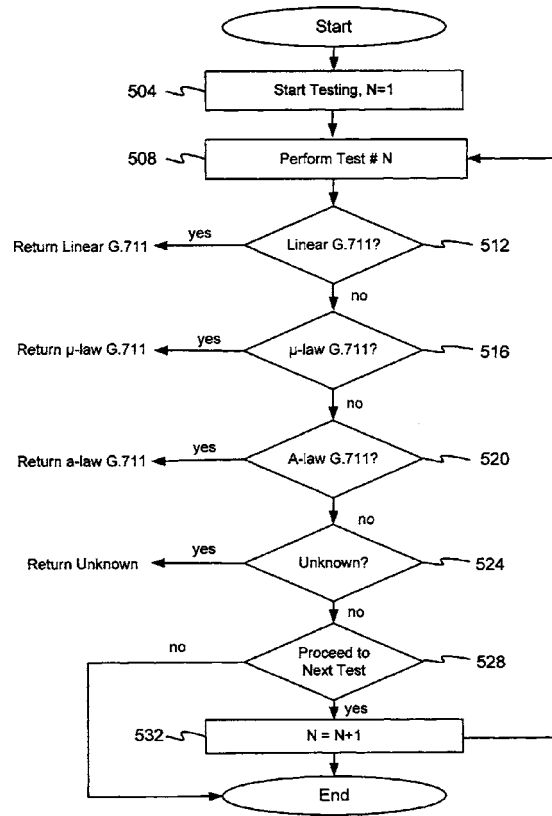 Start
504
Start Testing, N=1
508
Perform Test # N
Return Linear G.711
yes
Linear G.711?
512
no
Return µ-law G.711
yes
µ-law G.711?
516
no
Return a-law G.711
yes
A-law G.711?
520
no
Return Unknown
yes
Unknown?
524
no
no
Proceed to
Next Test
528
yes
532
N = N+1
End